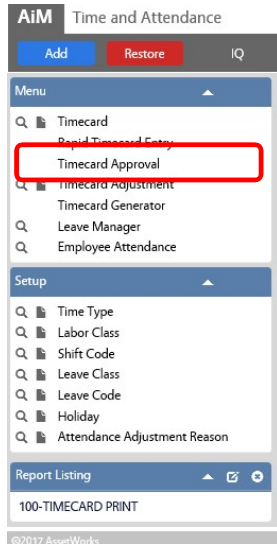 AiM Time and Attendance
Add Restore IQ
Menu
Timecard
Rapid Timecard Entry
Timecard Approval
Timecard Adjustment
Timecard Generator
Leave Manager
Employee Attendance
Setup
Time Type
Labor Class
Shift Code
Leave Class
Leave Code
Holiday
Attendance Adjustment Reason
Report Listing
100-TIMECARD PRINT
©2017 AssetWorks